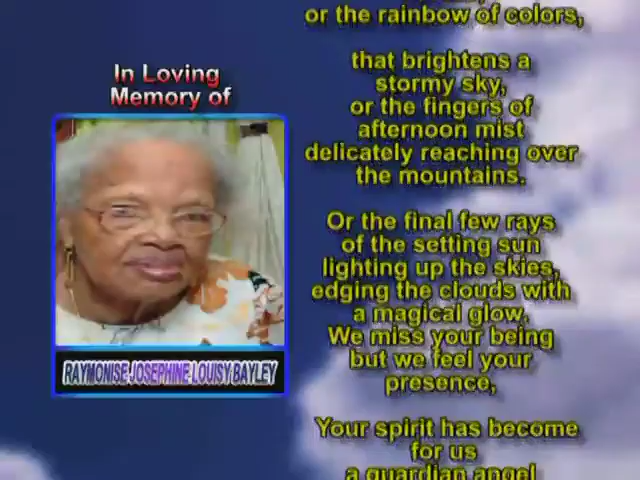 or the rainbow of colors,
that brightens a
stormy sky,
or the fingers of
afternoon mist
delicately reaching over
the mountains.
Or the final few rays
of the setting sun
lighting up the skies,
edging the clouds with
a magical glow.
We miss your being
but we feel your
presence,
Your spirit has become
for us
a guardian angel
In Loving
Memory of
RAYMONISE JOSEPHINE LOUISY BAYLEY